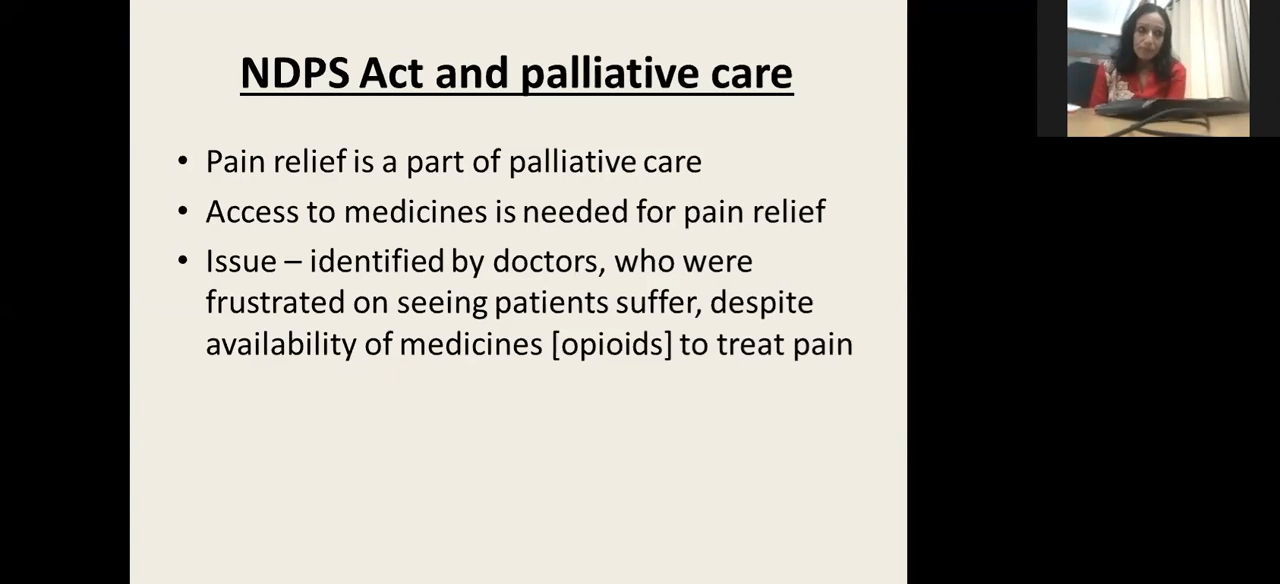 NDPS Act and palliative care
• Pain relief is a part of palliative care
• Access to medicines is needed for pain relief
• Issue – identified by doctors, who were
frustrated on seeing patients suffer, despite
availability of medicines [opioids] to treat pain